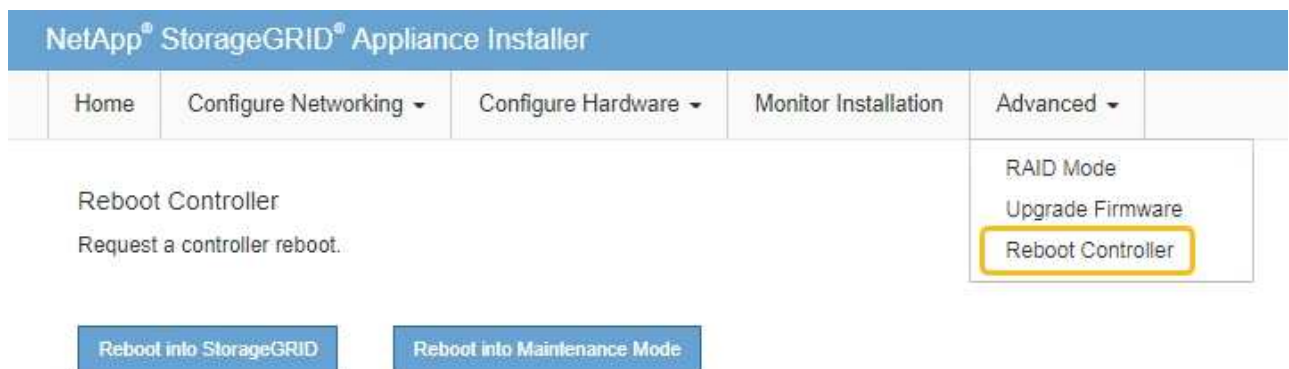 NetApp® StorageGRID® Appliance Installer
Home Configure Networking Configure Hardware Monitor Installation Advanced
RAID Mode
Upgrade Firmware
Reboot Controller
Reboot Controller
Request a controller reboot.
Reboot into StorageGRID Reboot into Maintenance Mode